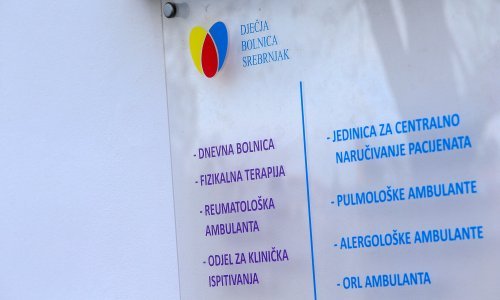 DJEČJA
BOLNICA
SREBRNJAK
- DNEVNA BOLNICA
- FIZIKALNA TERAPIJA
- REUMATOLOŠKA
AMBULANTA
- ODJEL ZA KLINIČKA
ISPITIVANJA
- JEDINICA ZA CENTRALNO
NARUČIVANJE PACIJENATA
- PULMOLOŠKE AMBULANTE
- ALERGOLOŠKE AMBULANTE
- ORL AMBULANTA